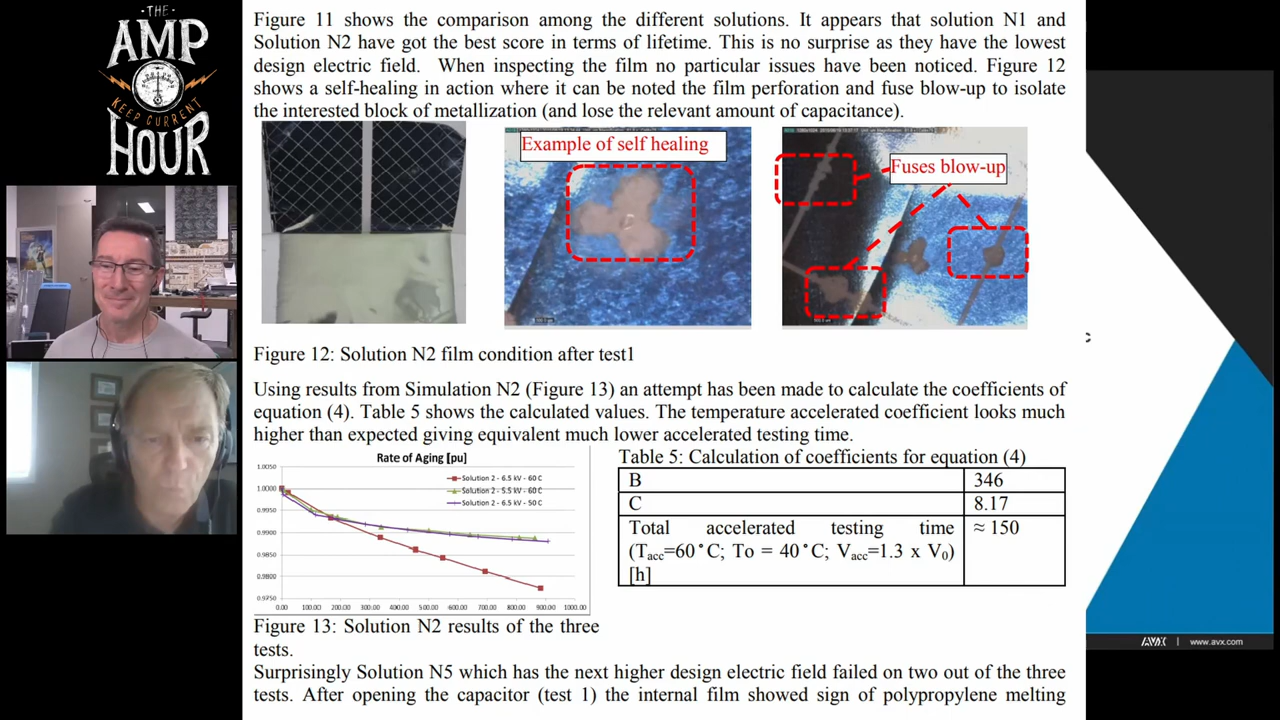 THE
AMP
KEEP CURRENT
HOUR
Figure 11 shows the comparison among the different solutions. It appears that solution N1 and
Solution N2 have got the best score in terms of lifetime. This is no surprise as they have the lowest
design electric field. When inspecting the film no particular issues have been noticed. Figure 12
shows a self-healing in action where it can be noted the film perforation and fuse blow-up to isolate
the interested block of metallization (and lose the relevant amount of capacitance).
Example of self healing
Fuses blow-up
Figure 12: Solution N2 film condition after test1
Using results from Simulation N2 (Figure 13) an attempt has been made to calculate the coefficients of
equation (4). Table 5 shows the calculated values. The temperature accelerated coefficient looks much
higher than expected giving equivalent much lower accelerated testing time.
Rate of Aging [pu]
1.0050
1.0000
0.9950
0.9900
0.9850
0.9800
0.9750
Solution 2 - 6.5 kV - 60 C
Solution 2 - 5.5 kV - 60 C
Solution 2 - 6.5 kV - 50 C
0.00 100.00 200.00 300.00 400.00 500.00 600.00 700.00 800.00 900.00 1000.00
Figure 13: Solution N2 results of the three
tests.
Table 5: Calculation of coefficients for equation (4)
B 346
C 8.17
Total accelerated testing time ≈ 150
(Tacc=60˚C; To = 40˚C; Vacc=1.3 x V0)
[h]
Surprisingly Solution N5 which has the next higher design electric field failed on two out of the three
tests. After opening the capacitor (test 1) the internal film showed sign of polypropylene melting
c
AVX | www.avx.com